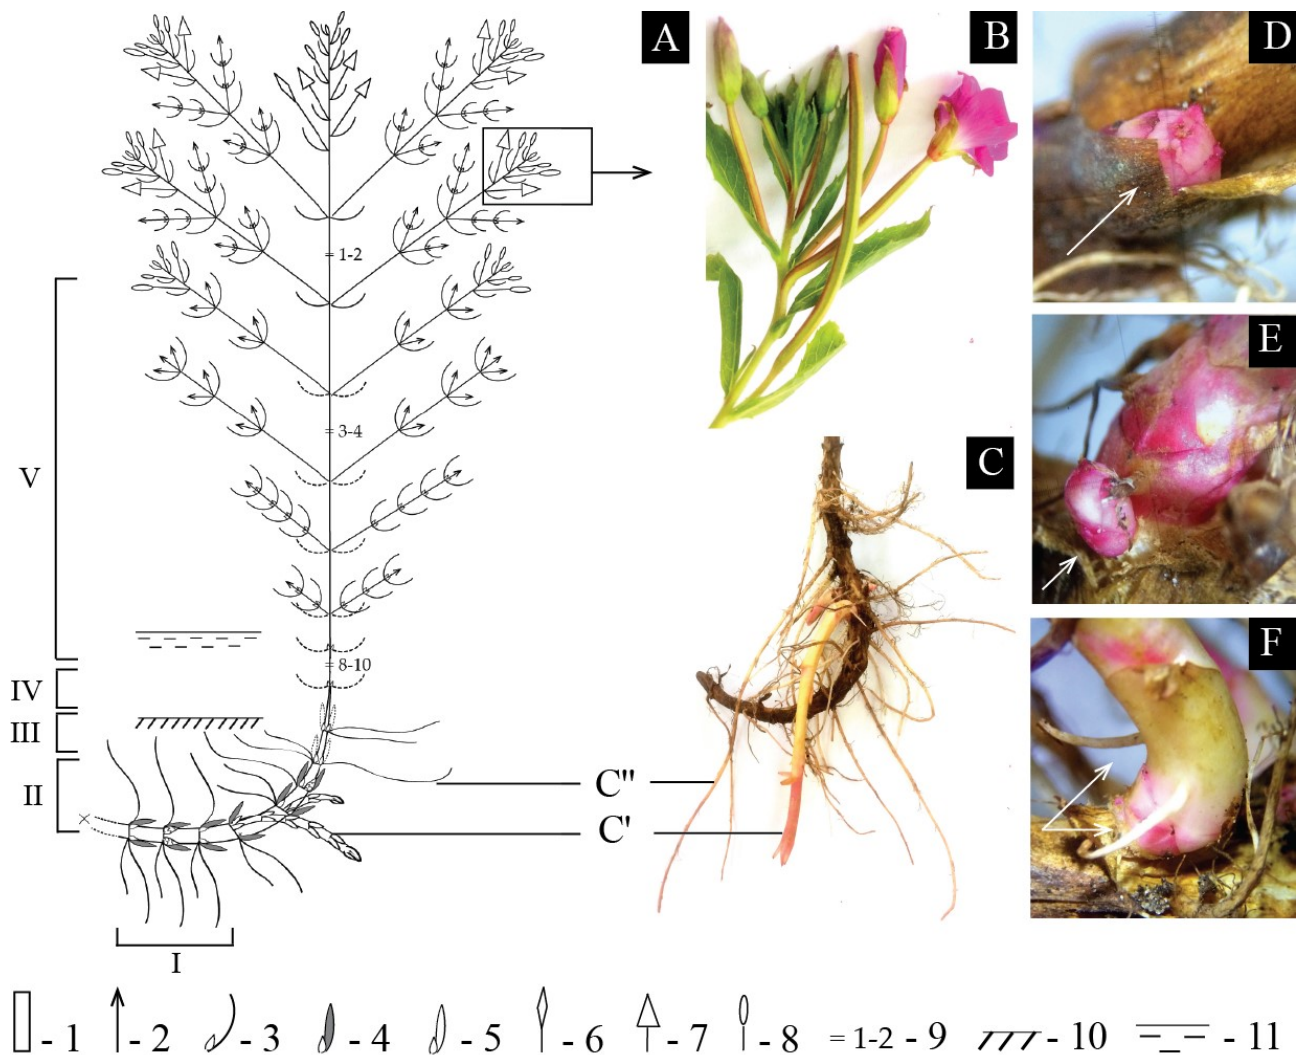 A
B
D
= 1-2
E
V
= 3-4
C
F
= 8-10
IV
III
II
C"
C'
I
- 1 - 2 - 3 - 4 - 5 - 6 - 7 - 8 = 1-2 - 9 - 10 - 11